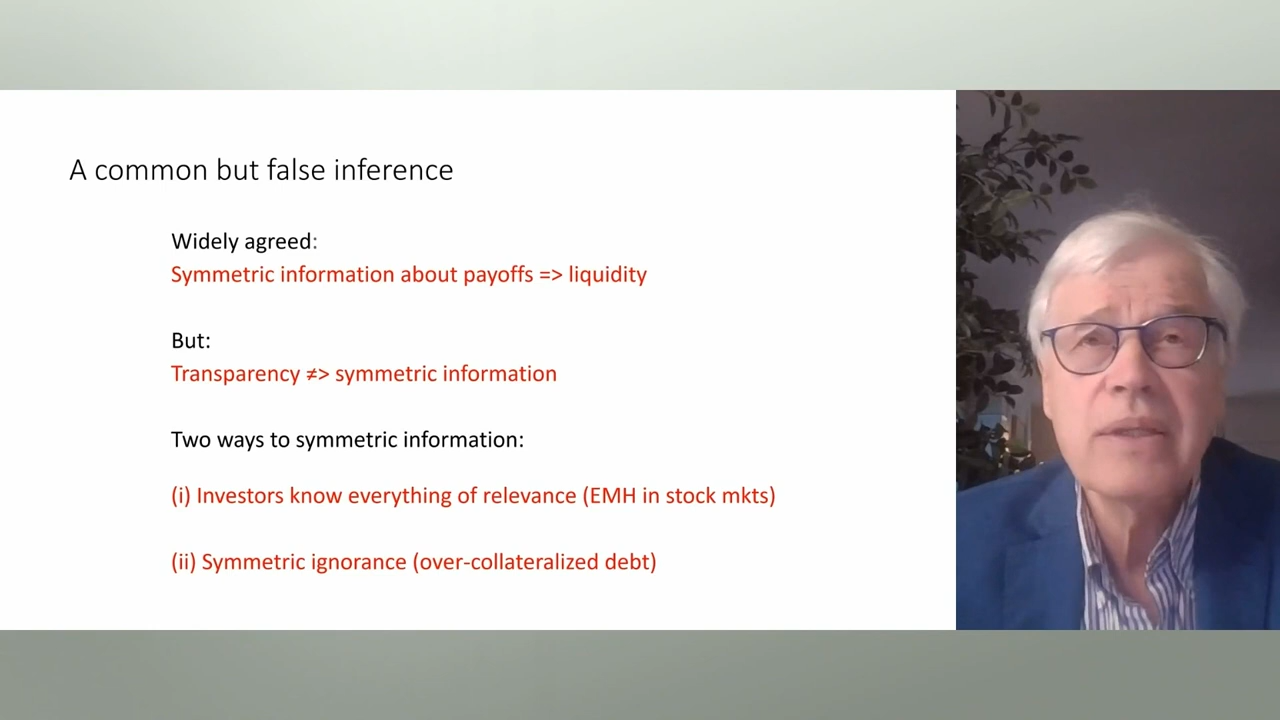 A common but false inference
Widely agreed:
Symmetric information about payoffs => liquidity
But:
Transparency ≠> symmetric information
Two ways to symmetric information:
(i) Investors know everything of relevance (EMH in stock mkts)
(ii) Symmetric ignorance (over-collateralized debt)